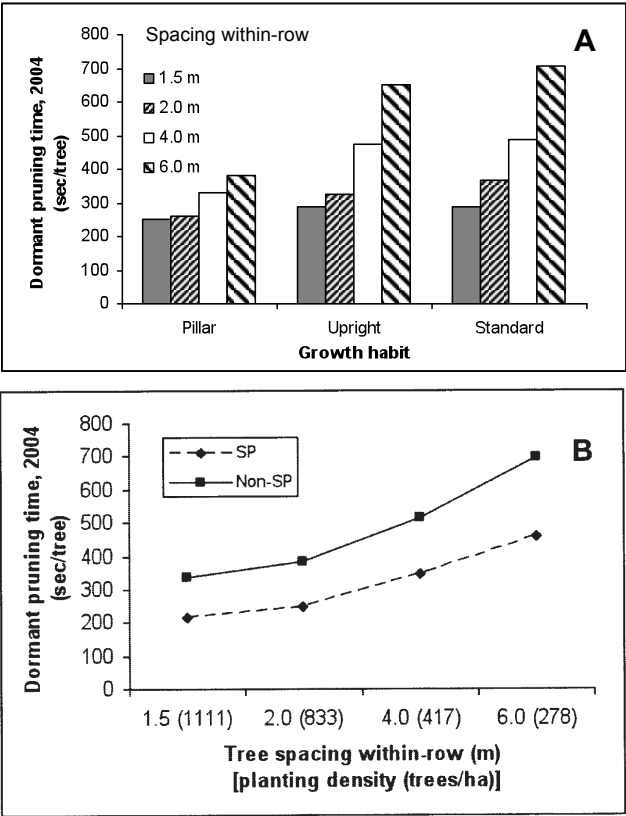 Spacing within-row
A
1.5 m
2.0 m
4.0 m
6.0 m
Dormant pruning time, 2004
(sec/tree)
800
700
600
500
400
300
200
100
0
Pillar Upright Standard
Growth habit
B
SP
Non-SP
Dormant pruning time, 2004
(sec/tree)
800
700
600
500
400
300
200
100
0
1.5 (1111) 2.0 (833) 4.0 (417) 6.0 (278)
Tree spacing within-row (m)
[planting density (trees/ha)]